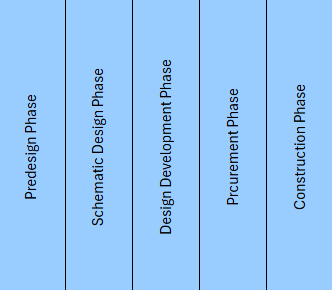 Predesign Phase
Schematic Design Phase
Design Development Phase
Prcurement Phase
Construction Phase